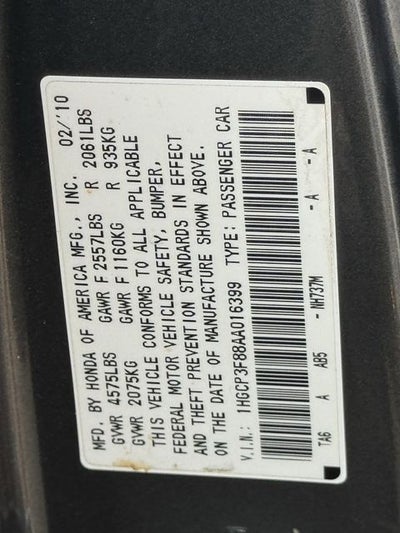 MFD. BY HONDA OF AMERICA MFG., INC. 02/'10
GVWR 4575LBS GAWR F 2557LBS R 2061LBS
GVWR 2075KG GAWR F 1160KG R 935KG
THIS VEHICLE CONFORMS TO ALL APPLICABLE
FEDERAL MOTOR VEHICLE SAFETY, BUMPER,
AND THEFT PREVENTION STANDARDS IN EFFECT
ON THE DATE OF MANUFACTURE SHOWN ABOVE.
V.I.N.: 1HGCP3F88AA016399 TYPE: PASSENGER CAR
TA6 A AB5 - NH737M - A - A